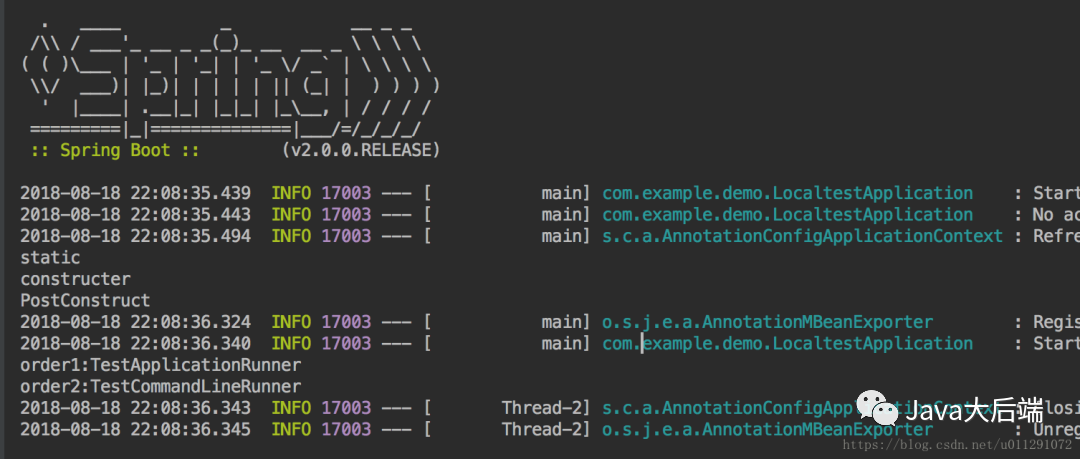 .   ____          _            __ _ _
 /\\ / ___'_ __ _ _(_)_ __  __ _ \ \ \ \
( ( )\___ | '_ | '_| | '_ \/ _` | \ \ \ \
 \\/  ___)| |_)| | | | | || (_| |  ) ) ) )
  '  |____| .__|_| |_|_| |_\__, | / / / /
 =========|_|==============|___/=/_/_/_/
 :: Spring Boot ::        (v2.0.0.RELEASE)
2018-08-18 22:08:35.439  INFO 17003 --- [           main] com.example.demo.LocaltestApplication    : Start
2018-08-18 22:08:35.443  INFO 17003 --- [           main] com.example.demo.LocaltestApplication    : No ac
2018-08-18 22:08:35.494  INFO 17003 --- [           main] s.c.a.AnnotationConfigApplicationContext : Refre
static
constructer
PostConstruct
2018-08-18 22:08:36.324  INFO 17003 --- [           main] o.s.j.e.a.AnnotationMBeanExporter        : Regis
2018-08-18 22:08:36.340  INFO 17003 --- [           main] com.example.demo.LocaltestApplication    : Start
order1:TestApplicationRunner
order2:TestCommandLineRunner
2018-08-18 22:08:36.343  INFO 17003 --- [       Thread-2] s.c.a.AnnotationConfigApplicationContext : Closi
2018-08-18 22:08:36.345  INFO 17003 --- [       Thread-2] o.s.j.e.a.AnnotationMBeanExporter        : Unreg
Java大后端
https://blog.csdn.net/u011291072